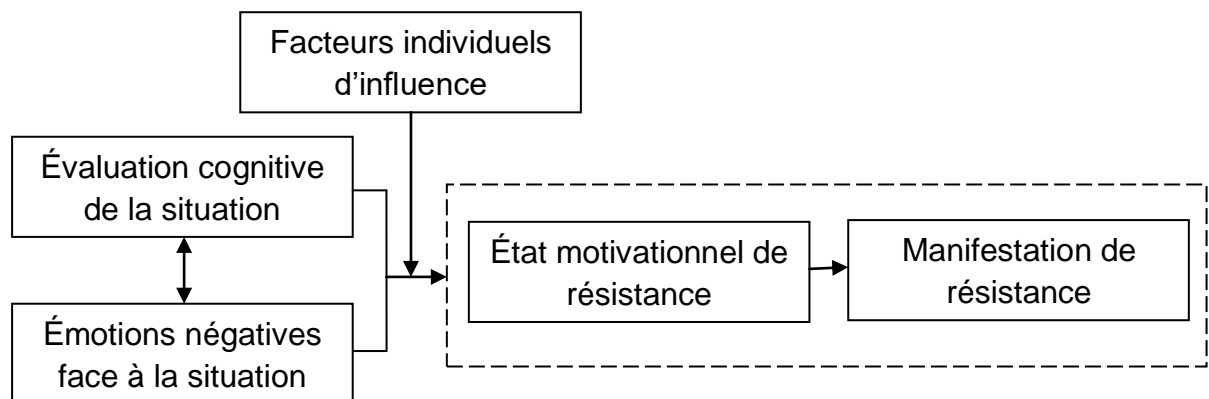 Facteurs individuels
d’influence
Évaluation cognitive
de la situation
Émotions négatives
face à la situation
État motivationnel de
résistance
Manifestation de
résistance